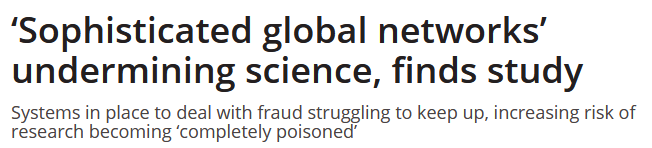 ‘Sophisticated global networks’
undermining science, finds study
Systems in place to deal with fraud struggling to keep up, increasing risk of
research becoming ‘completely poisoned’